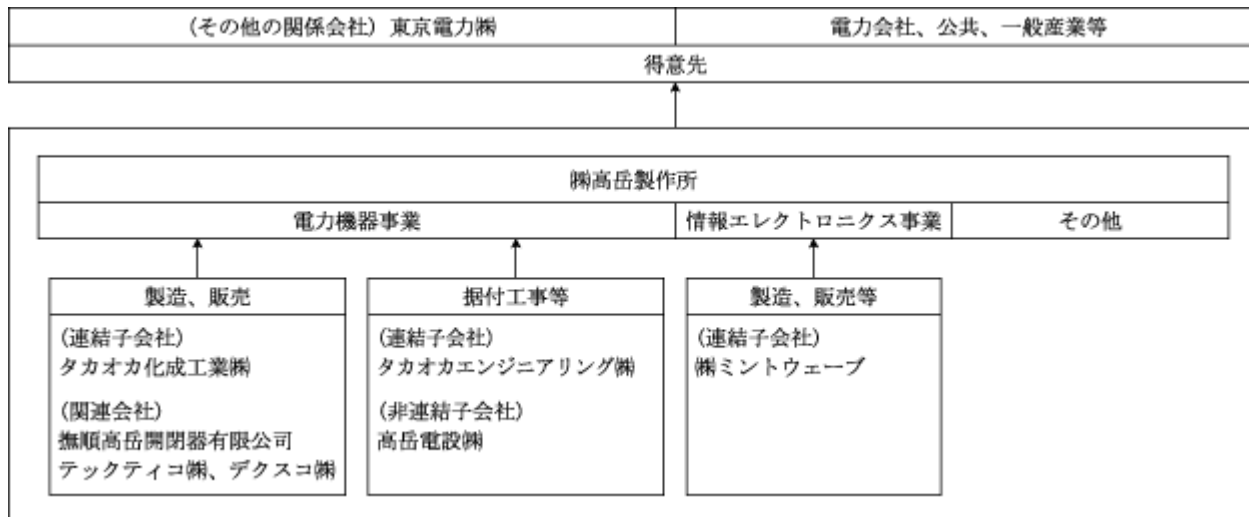 (その他の関係会社) 東京電力㈱
電力会社、公共、一般産業等
得意先
㈱高岳製作所
電力機器事業
情報エレクトロニクス事業
その他
製造、販売
(連結子会社)
タカオカ化成工業㈱
(関連会社)
撫順高岳開閉器有限公司
テックティコ㈱、デクスコ㈱
据付工事等
(連結子会社)
タカオカエンジニアリング㈱
(非連結子会社)
高岳電設㈱
製造、販売等
(連結子会社)
㈱ミントウェーブ